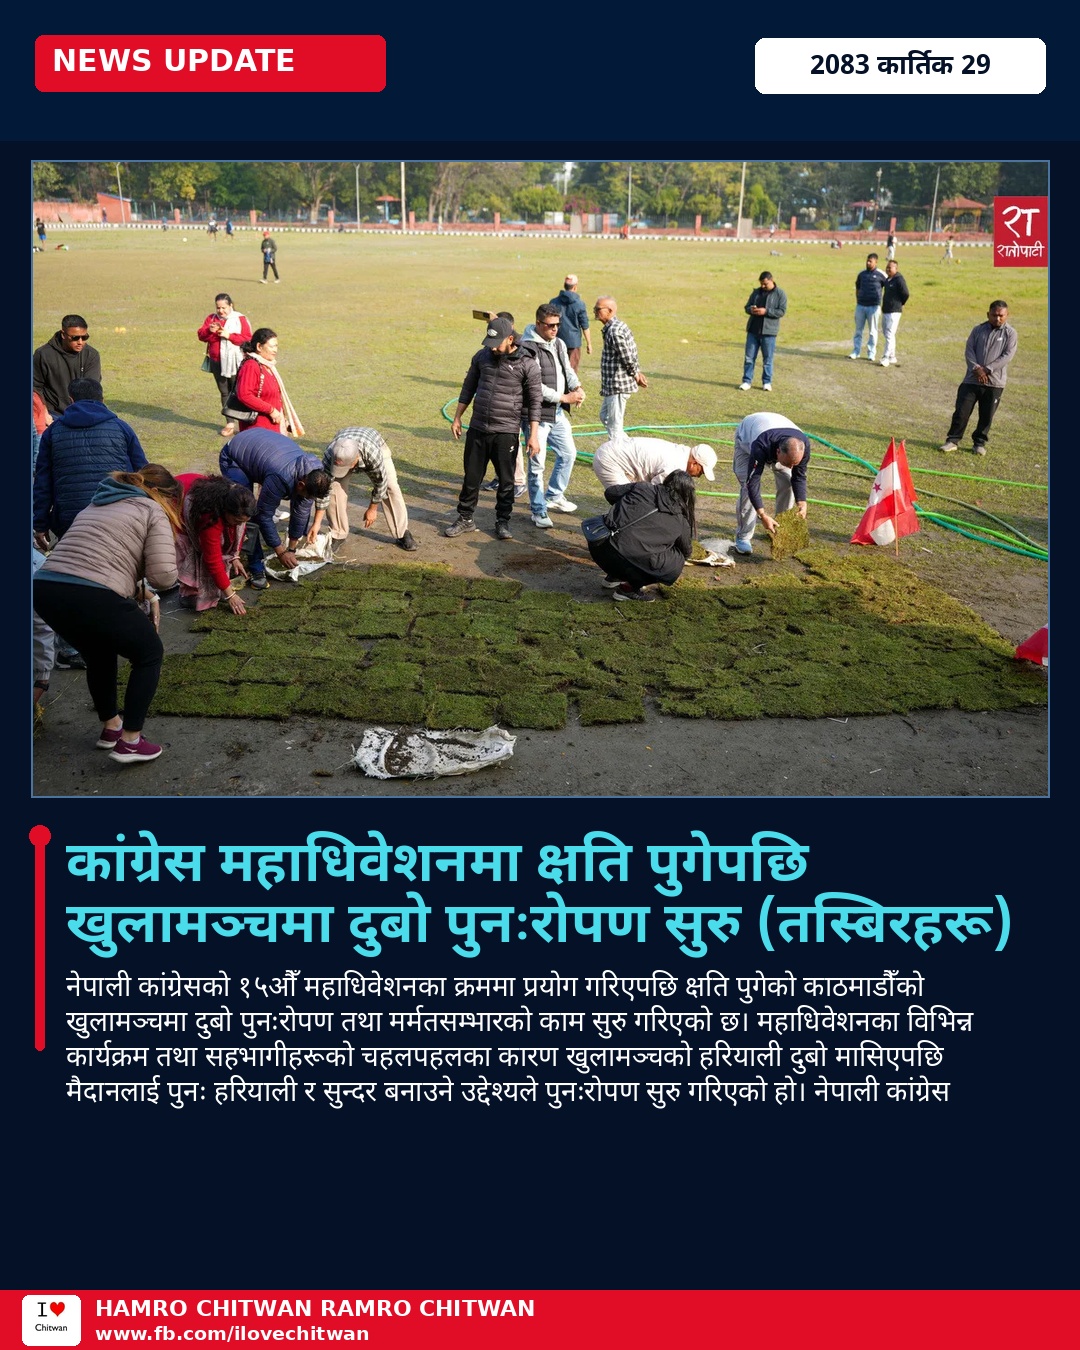 NEWS UPDATE
2083 कार्तिक 29
रा
रातोपाटी
कांग्रेस महाधिवेशनमा क्षति पुगेपछि
खुलामञ्चमा दुबो पुनःरोपण सुरु (तस्बिरहरू)
नेपाली कांग्रेसको १५औँ महाधिवेशनका क्रममा प्रयोग गरिएपछि क्षति पुगेको काठमाडौँको
खुलामञ्चमा दुबो पुनःरोपण तथा मर्मतसम्भारको काम सुरु गरिएको छ। महाधिवेशनका विभिन्न
कार्यक्रम तथा सहभागीहरूको चहलपहलका कारण खुलामञ्चको हरियाली दुबो मासिएपछि
मैदानलाई पुनः हरियाली र सुन्दर बनाउने उद्देश्यले पुनःरोपण सुरु गरिएको हो। नेपाली कांग्रेस
I❤
Chitwan
HAMRO CHITWAN RAMRO CHITWAN
www.fb.com/ilovechitwan